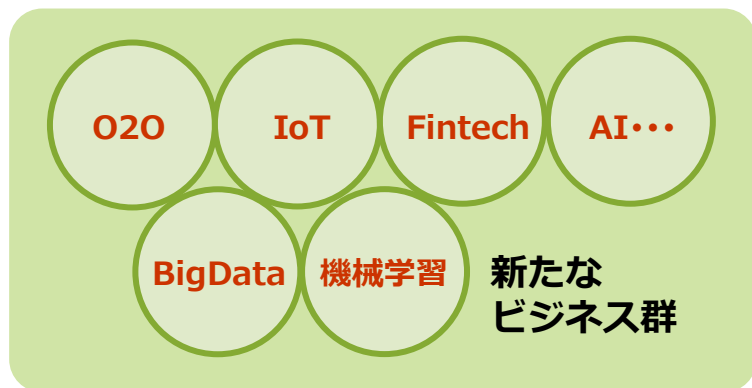 O2O
IoT
Fintech
AI･･･
BigData
機械学習
新たな
ビジネス群